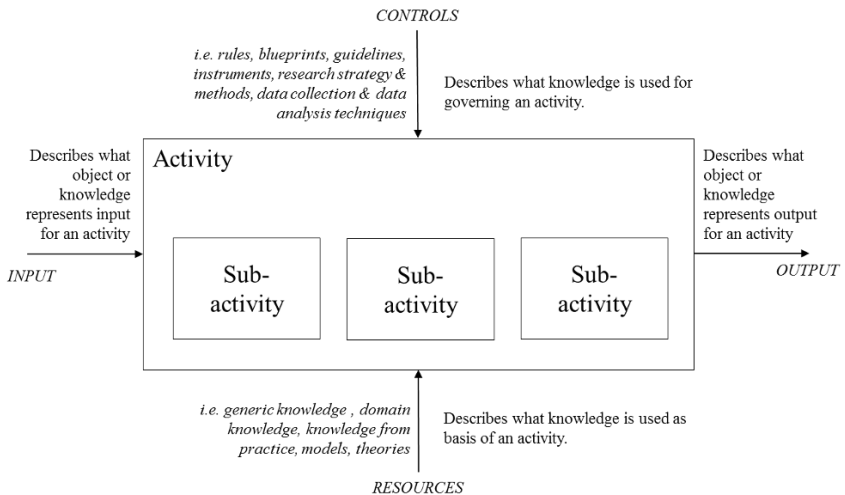 CONTROLS
i.e. rules, blueprints, guidelines,
instruments, research strategy &
methods, data collection & data
analysis techniques
Describes what knowledge is used for
governing an activity.
Describes what
object or
knowledge
represents input
for an activity
INPUT
Activity
Sub-
activity
Sub-
activity
Sub-
activity
Describes what
object or
knowledge
represents output
for an activity
OUTPUT
i.e. generic knowledge , domain
knowledge, knowledge from
practice, models, theories
Describes what knowledge is used as
basis of an activity.
RESOURCES